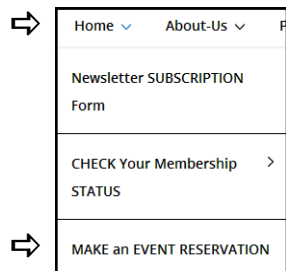 Home About-Us P
Newsletter SUBSCRIPTION
Form
CHECK Your Membership
STATUS
MAKE an EVENT RESERVATION